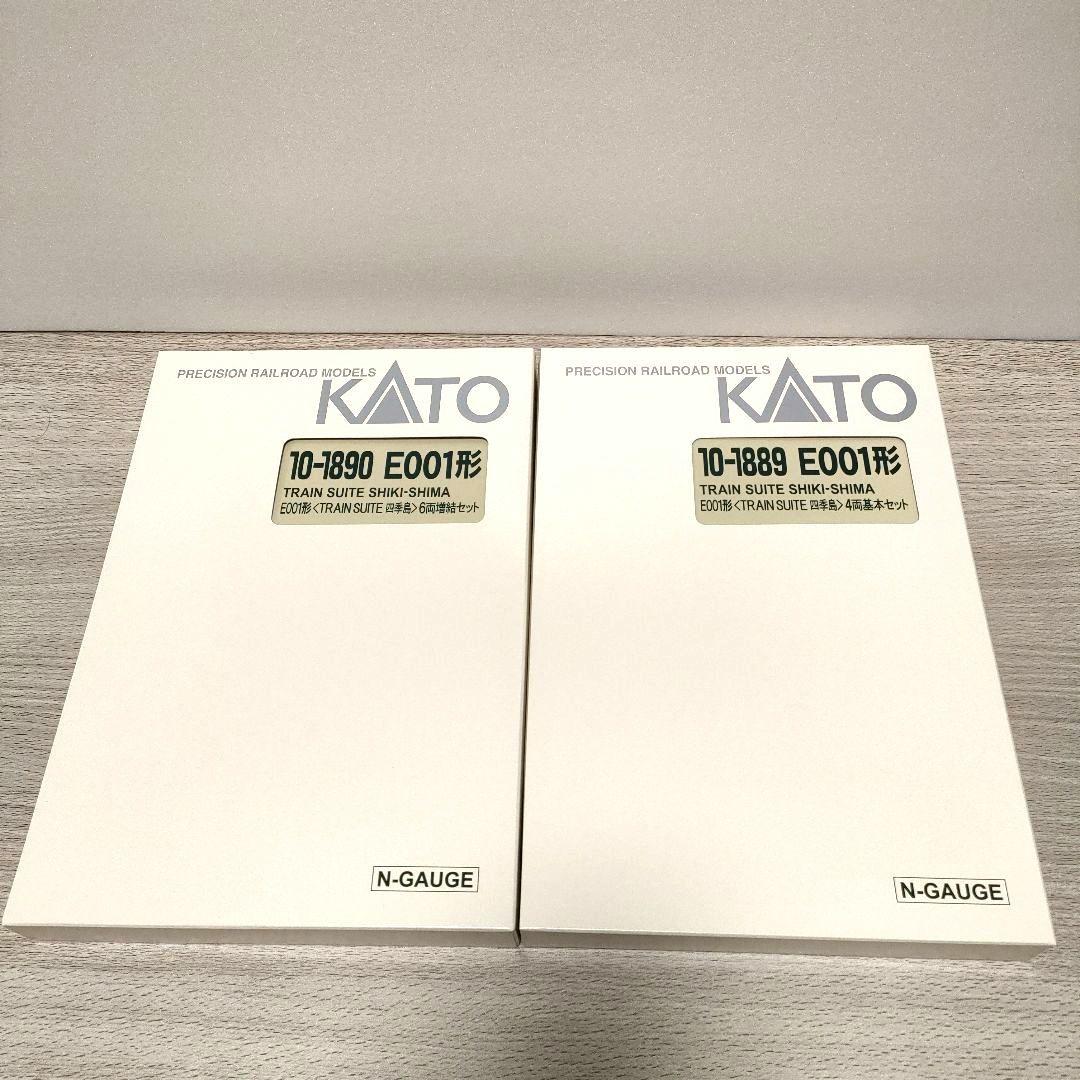 PRECISION RAILROAD MODELS
KATO
10-1890 E001形
TRAIN SUITE SHIKI-SHIMA
E001形〈TRAIN SUITE 四季島〉6両増結セット
N-GAUGE
PRECISION RAILROAD MODELS
KATO
10-1889 E001形
TRAIN SUITE SHIKI-SHIMA
E001形〈TRAIN SUITE 四季島〉4両基本セット
N-GAUGE